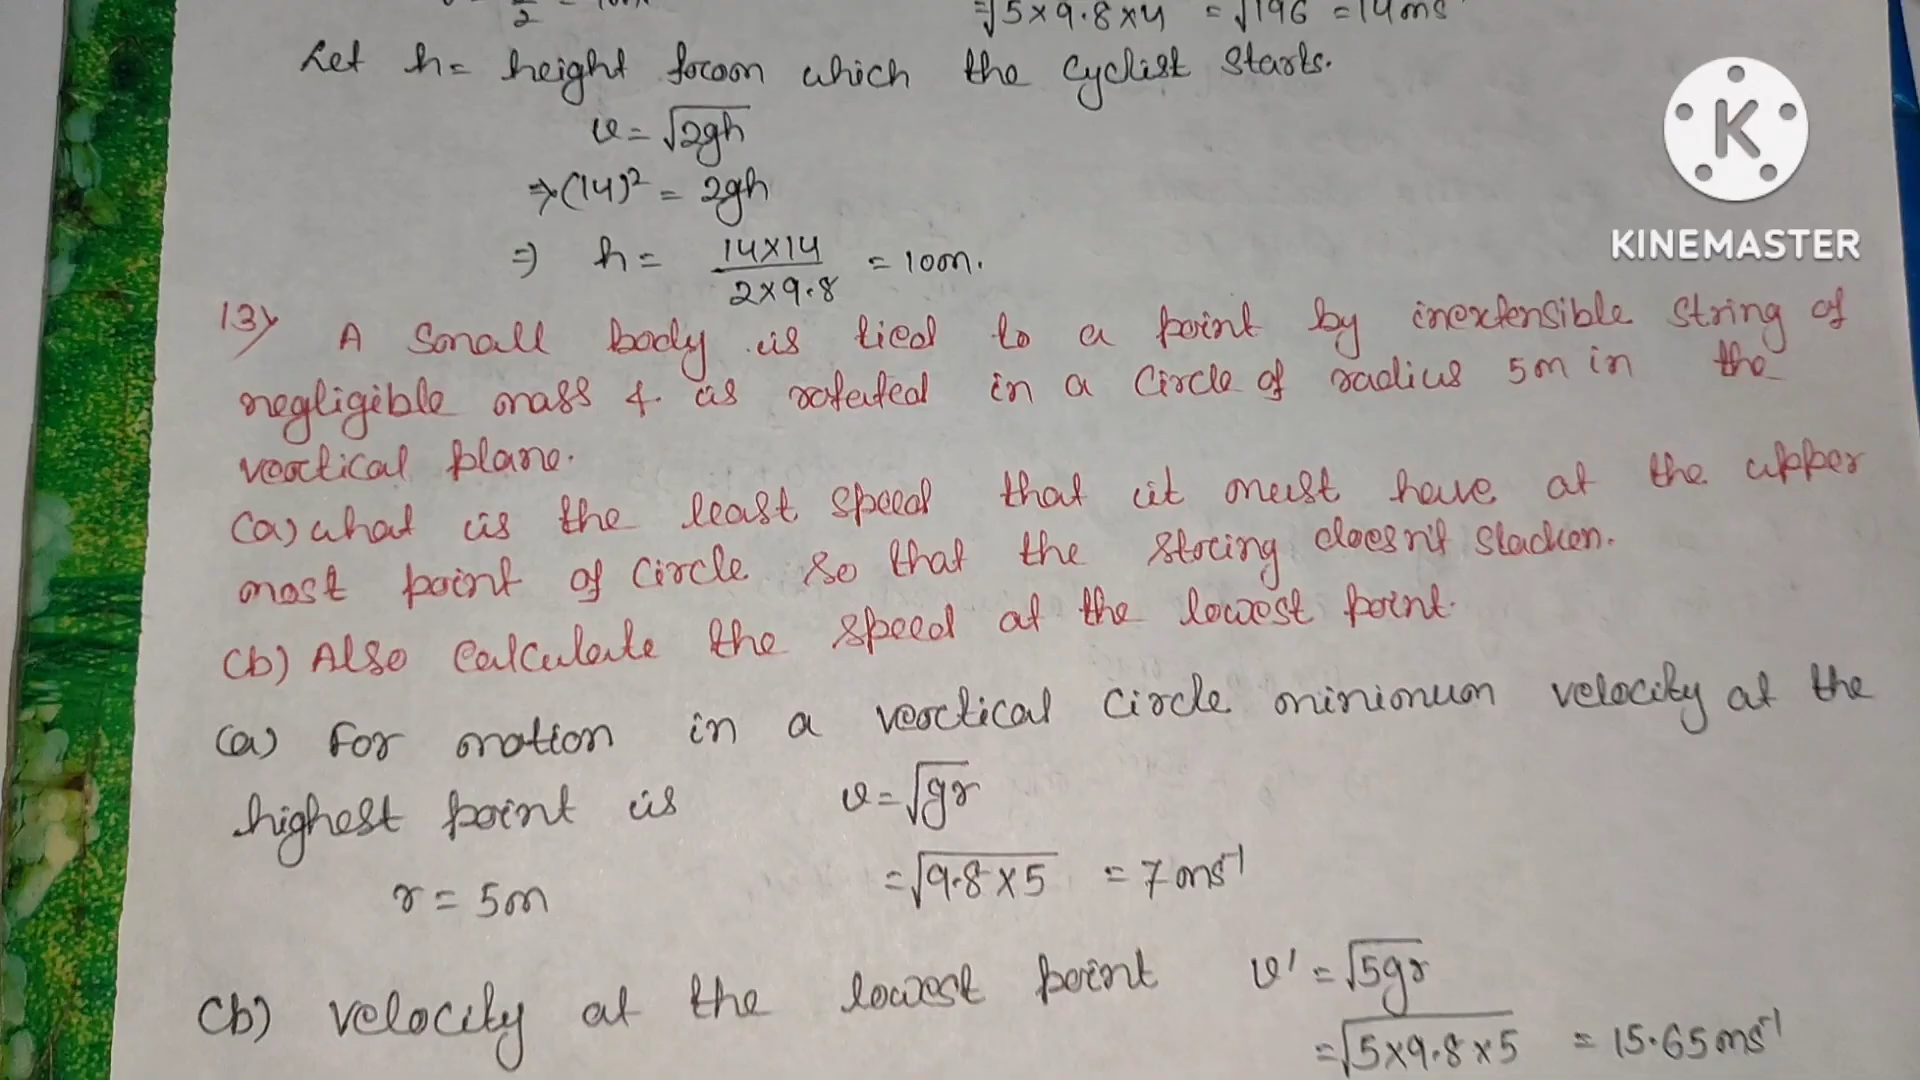 =√5×9.8×4 = √196 = 14ms
Let h= height from which the cyclist starts.
v = √2gh
⇒(14)² = 2gh
⇒ h = 14×14 / 2×9.8 = 10m.
KINEMASTER
13) A small body is tied to a point by inextensible string of
negligible mass & is rotated in a circle of radius 5m in the
vertical plane.
(a) what is the least speed that it must have at the upper
most point of circle so that the string doesn't slacken.
(b) Also calculate the speed at the lowest point.
(a) For motion in a vertical circle minimum velocity at the
highest point is v = √gr
r = 5m = √9.8×5 = 7ms⁻¹
(b) velocity at the lowest point v' = √5gr
= √5×9.8×5 = 15.65ms⁻¹